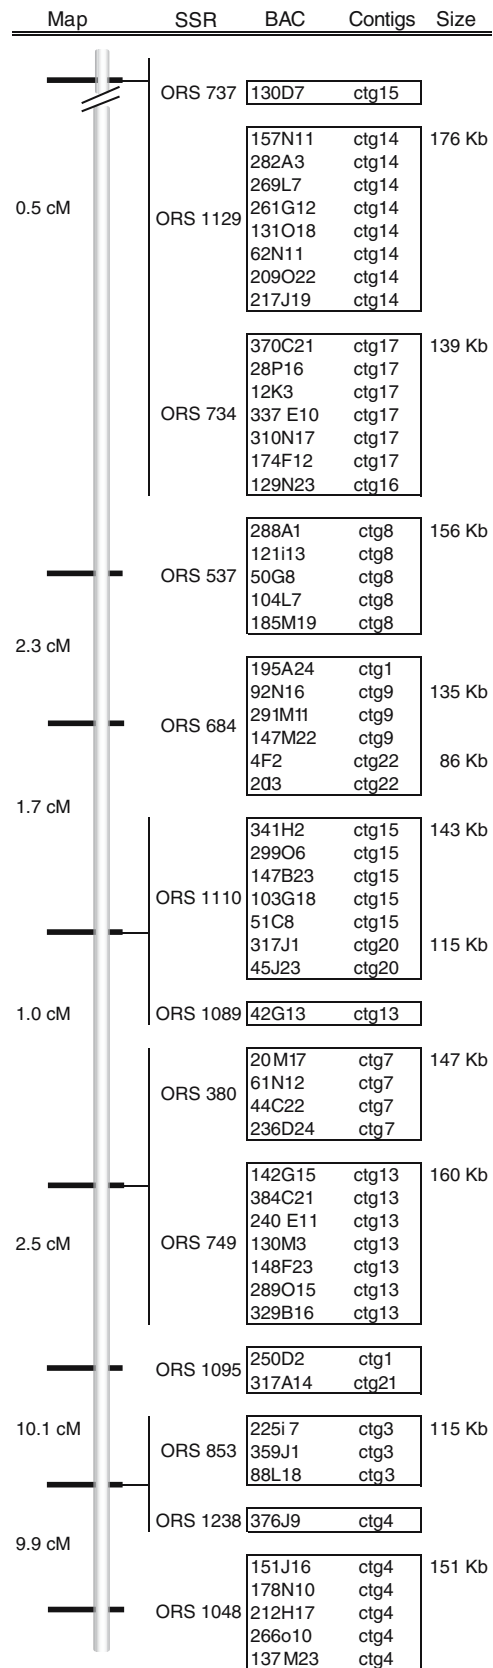 Map SSR BAC Contigs Size
ORS 737 130D7 ctg15
157N11 ctg14 176 Kb
282A3 ctg14
269L7 ctg14
0.5 cM ORS 1129 261G12 ctg14
131O18 ctg14
62N11 ctg14
209O22 ctg14
217J19 ctg14
370C21 ctg17 139 Kb
28P16 ctg17
12K3 ctg17
ORS 734 337 E10 ctg17
310N17 ctg17
174F12 ctg17
129N23 ctg16
288A1 ctg8 156 Kb
121i13 ctg8
ORS 537 50G8 ctg8
104L7 ctg8
185M19 ctg8
2.3 cM
195A24 ctg1
92N16 ctg9 135 Kb
ORS 684 291M11 ctg9
147M22 ctg9
4F2 ctg22 86 Kb
20I3 ctg22
1.7 cM
341H2 ctg15 143 Kb
299O6 ctg15
147B23 ctg15
ORS 1110 103G18 ctg15
51C8 ctg15
317J1 ctg20 115 Kb
45J23 ctg20
1.0 cM ORS 1089 42G13 ctg13
20M17 ctg7 147 Kb
ORS 380 61N12 ctg7
44C22 ctg7
236D24 ctg7
142G15 ctg13 160 Kb
384C21 ctg13
240 E11 ctg13
2.5 cM ORS 749 130M3 ctg13
148F23 ctg13
289O15 ctg13
329B16 ctg13
ORS 1095 250D2 ctg1
317A14 ctg21
10.1 cM 225i 7 ctg3 115 Kb
ORS 853 359J1 ctg3
88L18 ctg3
ORS 1238 376J9 ctg4
9.9 cM
151J16 ctg4 151 Kb
178N10 ctg4
ORS 1048 212H17 ctg4
266o10 ctg4
137M23 ctg4